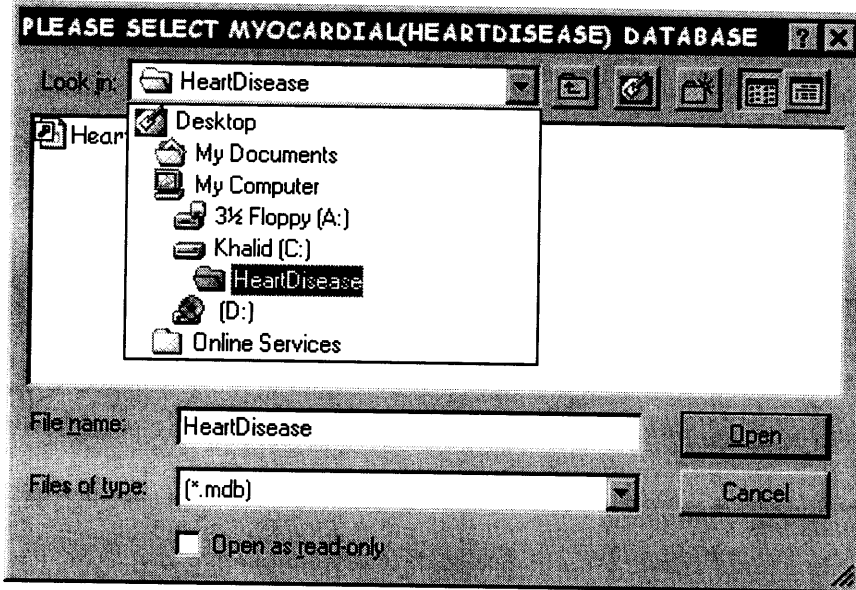 PLEASE SELECT MYOCARDIAL(HEARTDISEASE) DATABASE
Look in: HeartDisease
Desktop
Hear
My Documents
My Computer
3½ Floppy (A:)
Khalid (C:)
HeartDisease
(D:)
Online Services
File name: HeartDisease Open
Files of type: (*.mdb) Cancel
Open as read-only